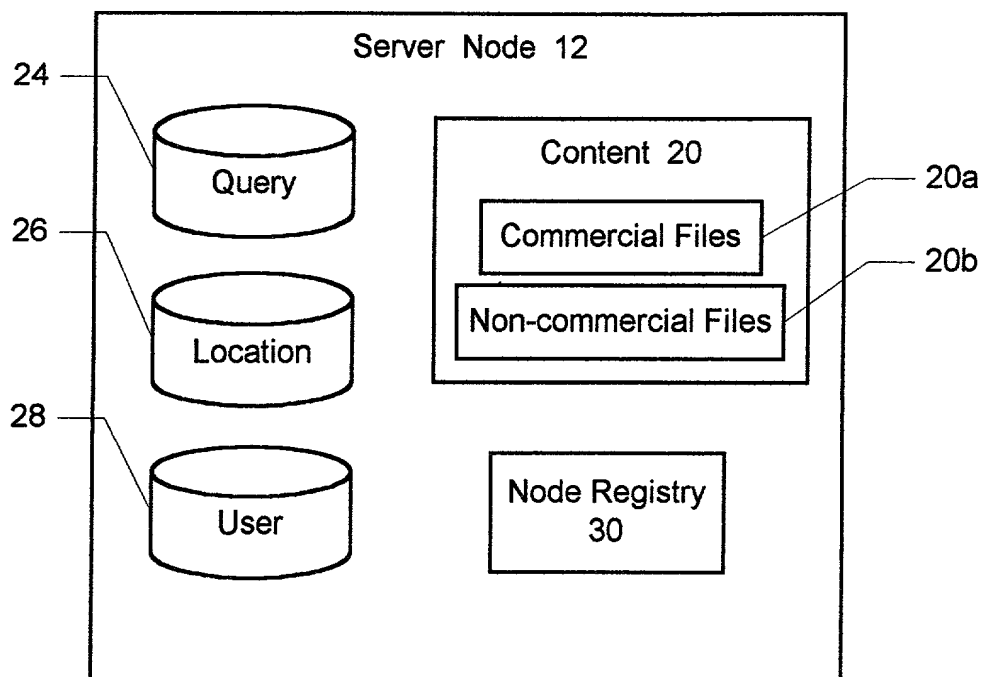 Server Node 12
24
Query
Content 20
20a
Commercial Files
26
20b
Non-commercial Files
Location
28
User
Node Registry
30